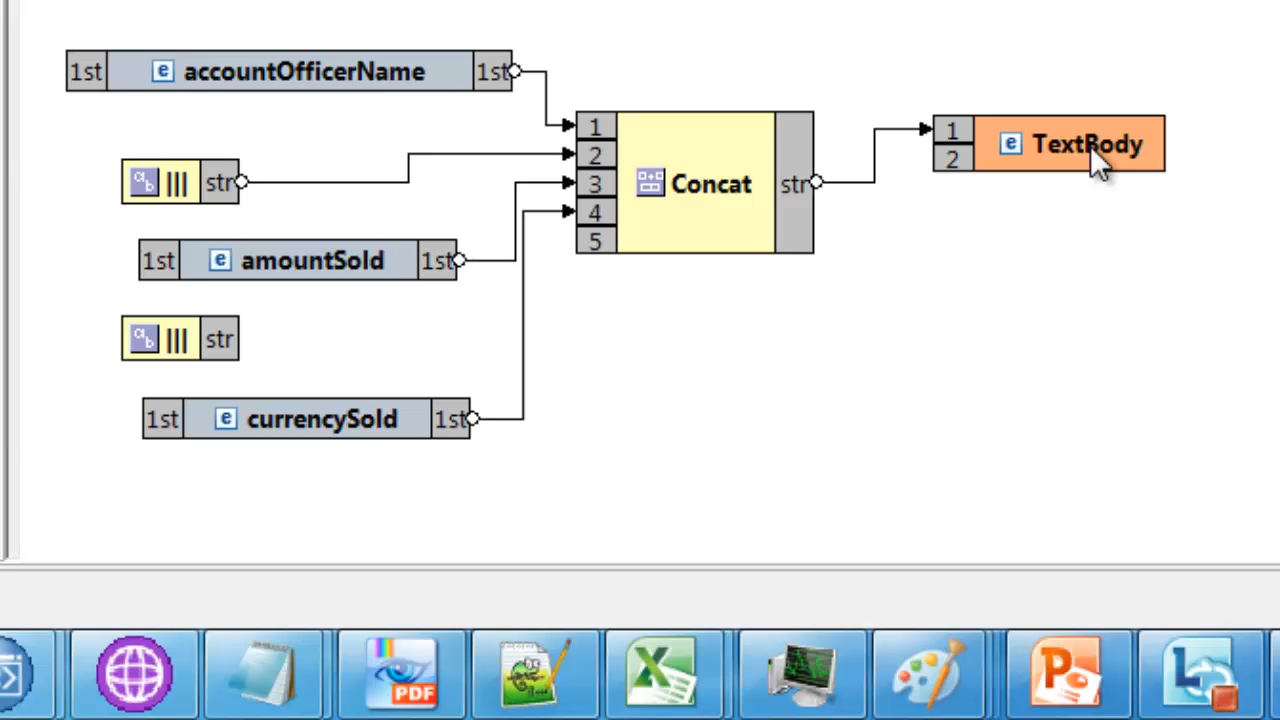 1st accountOfficerName 1st
1
2
3
4
5
Concat
str
1
2
TextBody
||| str
1st amountSold 1st
||| str
1st currencySold 1st
PDF